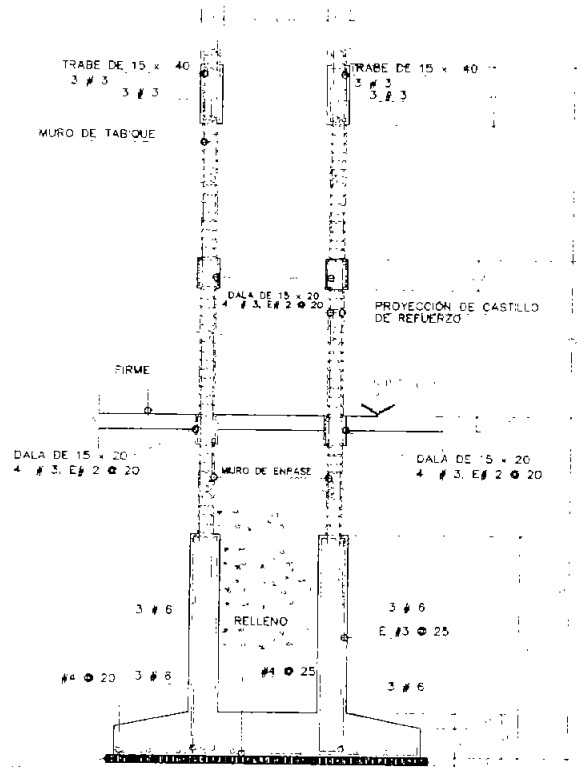 TRABE DE 15 x 40
3 # 3
3 # 3
TRABE DE 15 x 40
3 # 3
3 # 3
MURO DE TABIQUE
DALA DE 15 x 20
4 # 3, E# 2 @ 20
PROYECCIÓN DE CASTILLO
DE REFUERZO
FIRME
DALA DE 15 x 20
4 # 3, E# 2 @ 20
MURO DE ENRASE
DALA DE 15 x 20
4 # 3, E# 2 @ 20
3 # 6
RELLENO
3 # 6
E #3 @ 25
#4 @ 20
3 # 6
#4 @ 25
3 # 6